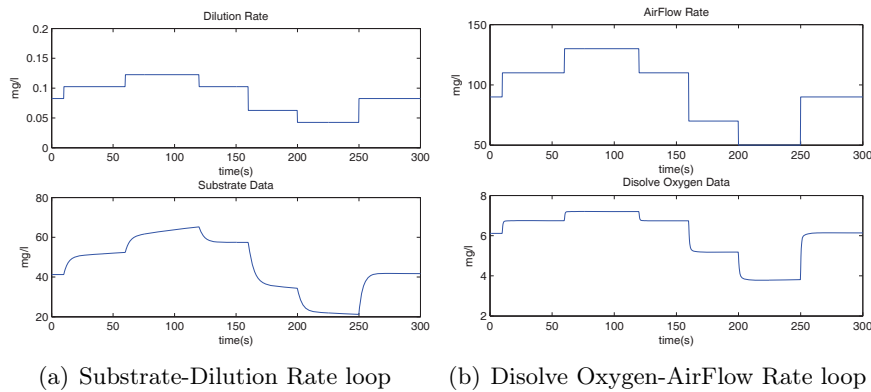 Dilution Rate
0.2
0.15
0.1
0.05
0
mg/l
0 50 100 150 200 250 300
time(s)
Substrate Data
80
60
40
20
mg/l
0 50 100 150 200 250 300
time(s)
(a) Substrate-Dilution Rate loop
AirFlow Rate
150
100
50
mg/l
0 50 100 150 200 250 300
time(s)
Disolve Oxygen Data
8
6
4
2
mg/l
0 50 100 150 200 250 300
time(s)
(b) Disolve Oxygen-AirFlow Rate loop